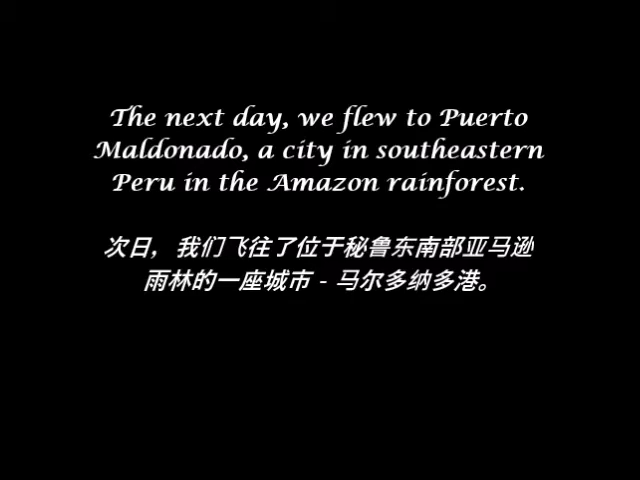 The next day, we flew to Puerto
Maldonado, a city in southeastern
Peru in the Amazon rainforest.
次日，我们飞往了位于秘鲁东南部亚马逊
雨林的一座城市 - 马尔多纳多港。